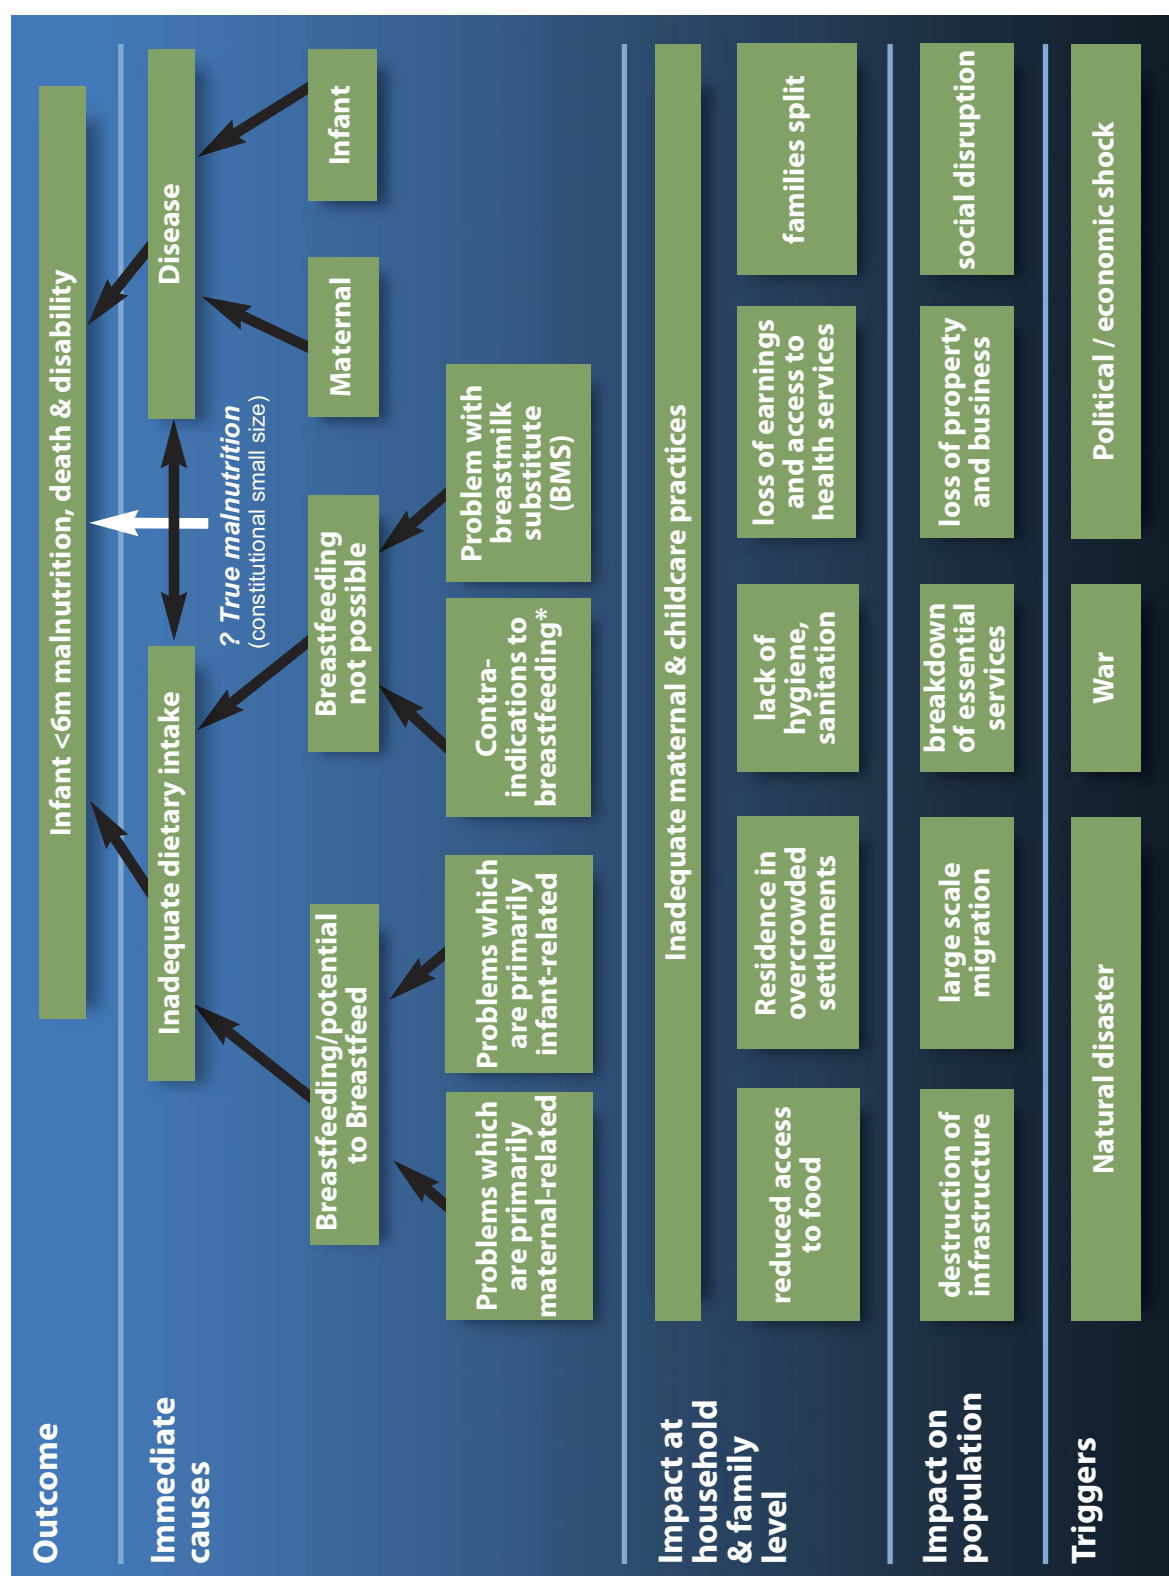 Outcome
Infant <6m malnutrition, death & disability
Immediate
causes
Inadequate dietary intake
Disease
? True malnutrition
(constitutional small size)
Breastfeeding/potential
to Breastfeed
Breastfeeding
not possible
Maternal
Infant
Problems which
are primarily
maternal-related
Problems which
are primarily
infant-related
Contra-
indications to
breastfeeding*
Problem with
breastmilk
substitute
(BMS)
Impact at
household
& family
level
Inadequate maternal & childcare practices
reduced access
to food
Residence in
overcrowded
settlements
lack of
hygiene,
sanitation
loss of earnings
and access to
health services
families split
Impact on
population
destruction of
infrastructure
large scale
migration
breakdown
of essential
services
loss of property
and business
social disruption
Triggers
Natural disaster
War
Political / economic shock